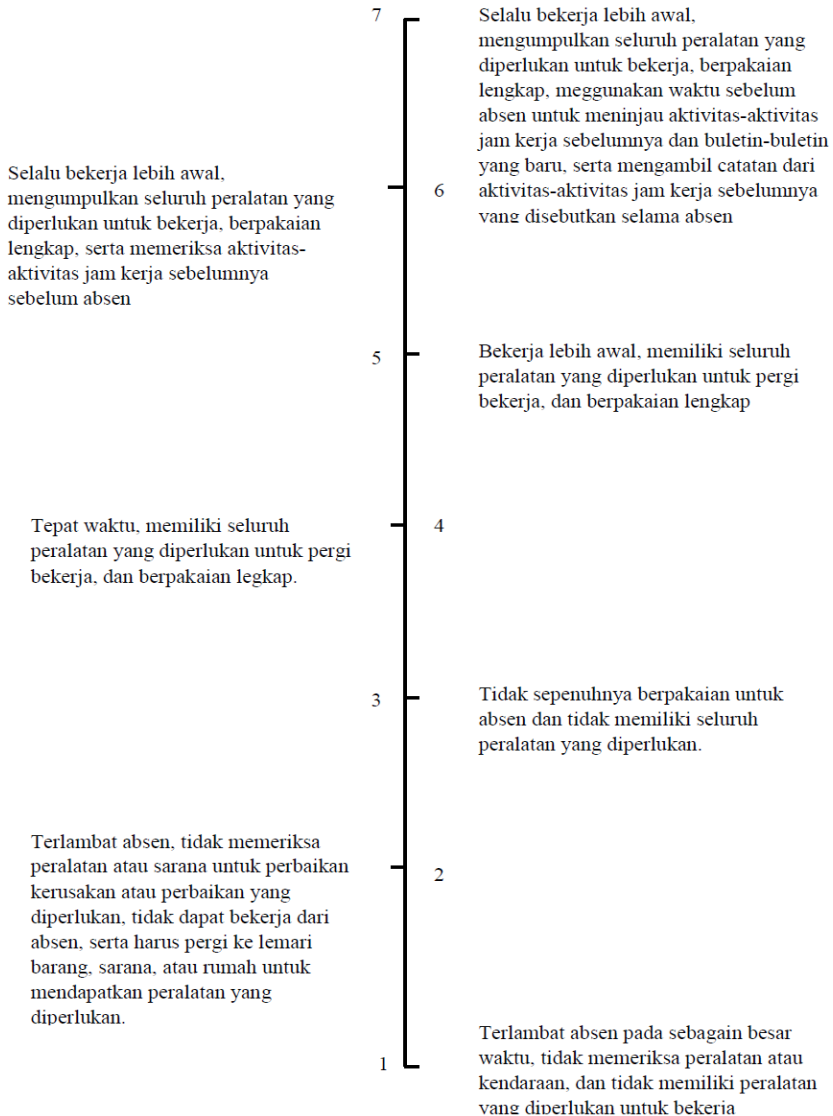 7
Selalu bekerja lebih awal,
mengumpulkan seluruh peralatan yang
diperlukan untuk bekerja, berpakaian
lengkap, meggunakan waktu sebelum
absen untuk meninjau aktivitas-aktivitas
jam kerja sebelumnya dan buletin-buletin
yang baru, serta mengambil catatan dari
aktivitas-aktivitas jam kerja sebelumnya
yang disebutkan selama absen
Selalu bekerja lebih awal,
mengumpulkan seluruh peralatan yang
diperlukan untuk bekerja, berpakaian
lengkap, serta memeriksa aktivitas-
aktivitas jam kerja sebelumnya
sebelum absen
6
5
Bekerja lebih awal, memiliki seluruh
peralatan yang diperlukan untuk pergi
bekerja, dan berpakaian lengkap
Tepat waktu, memiliki seluruh
peralatan yang diperlukan untuk pergi
bekerja, dan berpakaian legkap.
4
3
Tidak sepenuhnya berpakaian untuk
absen dan tidak memiliki seluruh
peralatan yang diperlukan.
Terlambat absen, tidak memeriksa
peralatan atau sarana untuk perbaikan
kerusakan atau perbaikan yang
diperlukan, tidak dapat bekerja dari
absen, serta harus pergi ke lemari
barang, sarana, atau rumah untuk
mendapatkan peralatan yang
diperlukan.
2
1
Terlambat absen pada sebagain besar
waktu, tidak memeriksa peralatan atau
kendaraan, dan tidak memiliki peralatan
yang diperlukan untuk bekerja